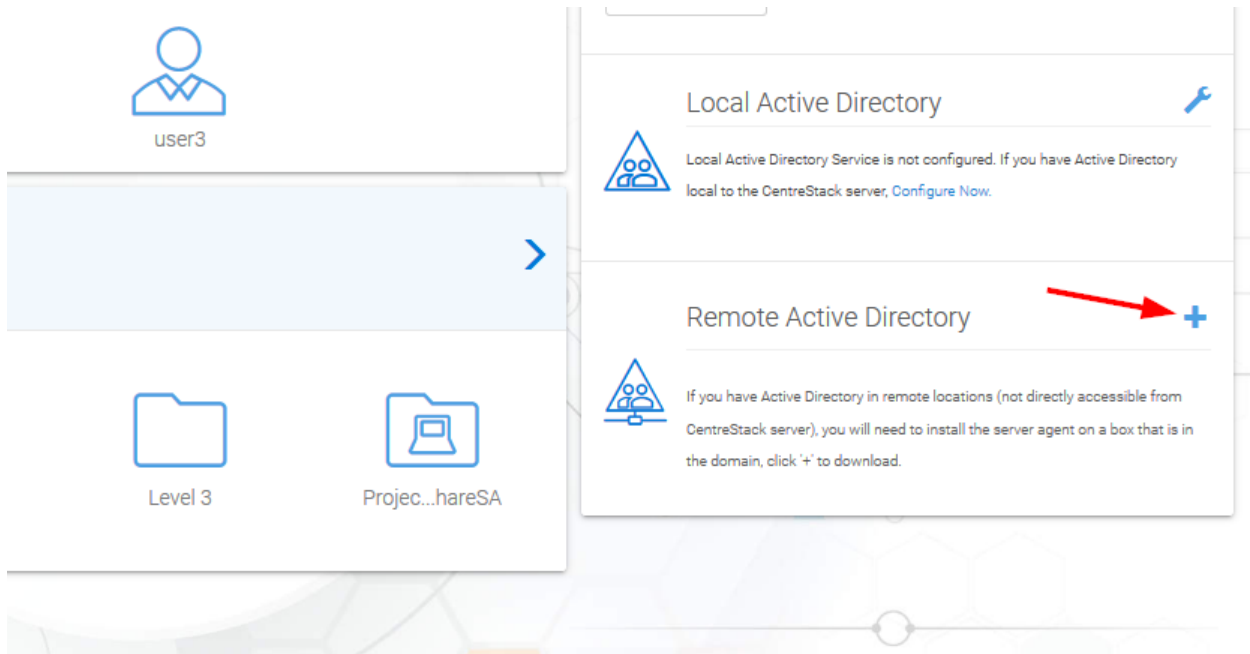 user3
Level 3
Projec...hareSA
Local Active Directory
Local Active Directory Service is not configured. If you have Active Directory
local to the CentreStack server, Configure Now.
Remote Active Directory
If you have Active Directory in remote locations (not directly accessible from
CentreStack server), you will need to install the server agent on a box that is in
the domain, click '+' to download.